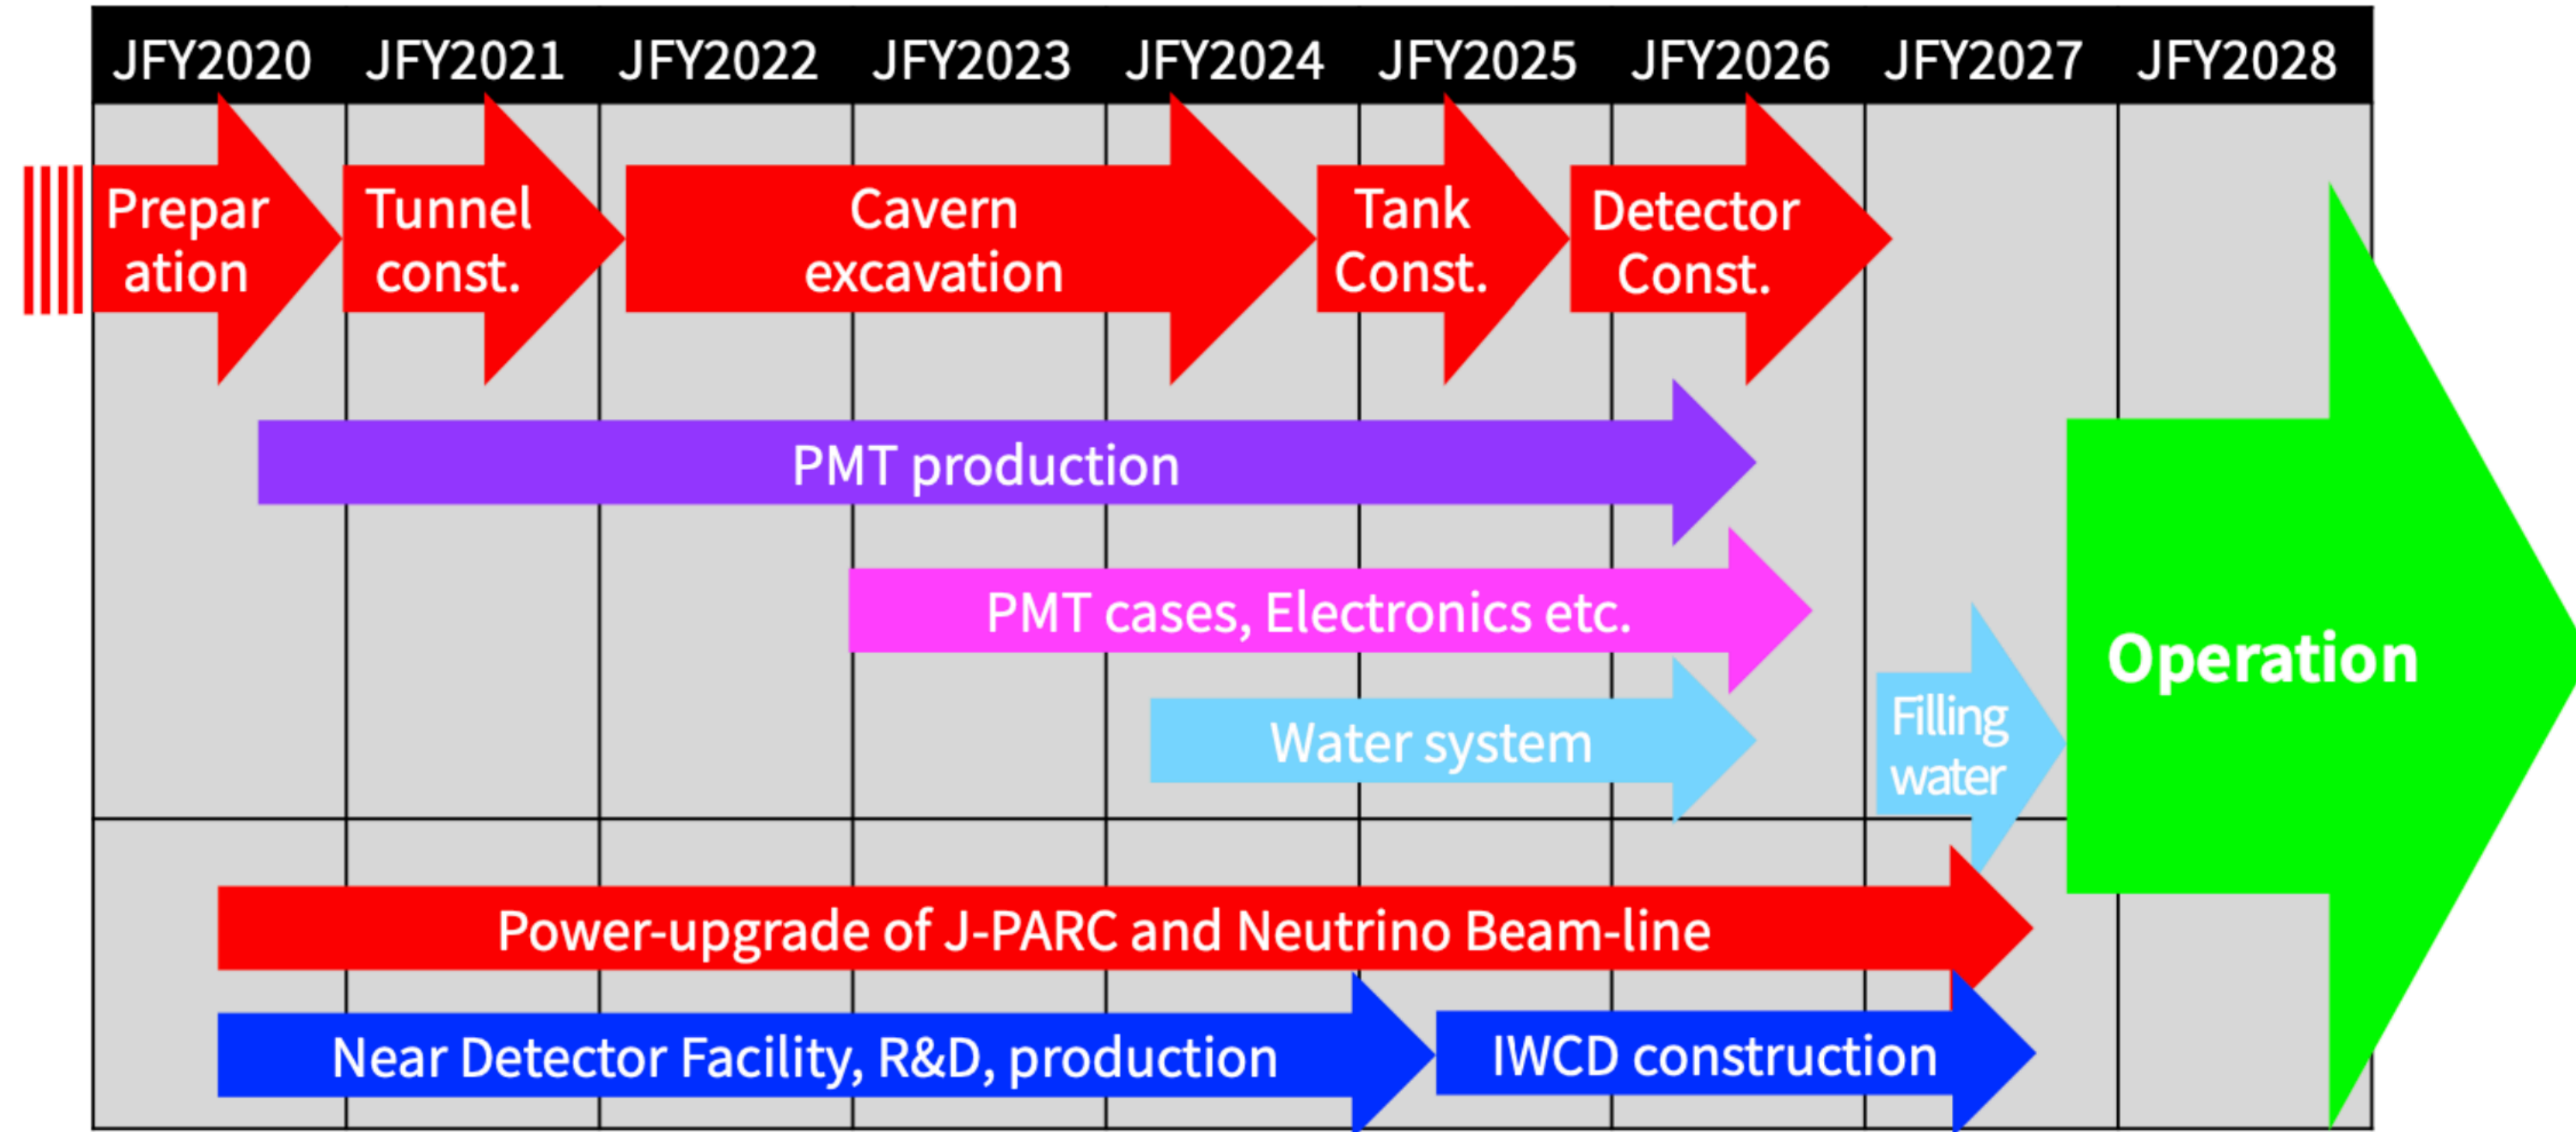 JFY2020 JFY2021 JFY2022 JFY2023 JFY2024 JFY2025 JFY2026 JFY2027 JFY2028
Prepar
ation
Tunnel
const.
Cavern
excavation
Tank
Const.
Detector
Const.
PMT production
PMT cases, Electronics etc.
Water system
Filling
water
Operation
Power-upgrade of J-PARC and Neutrino Beam-line
Near Detector Facility, R&D, production
IWCD construction